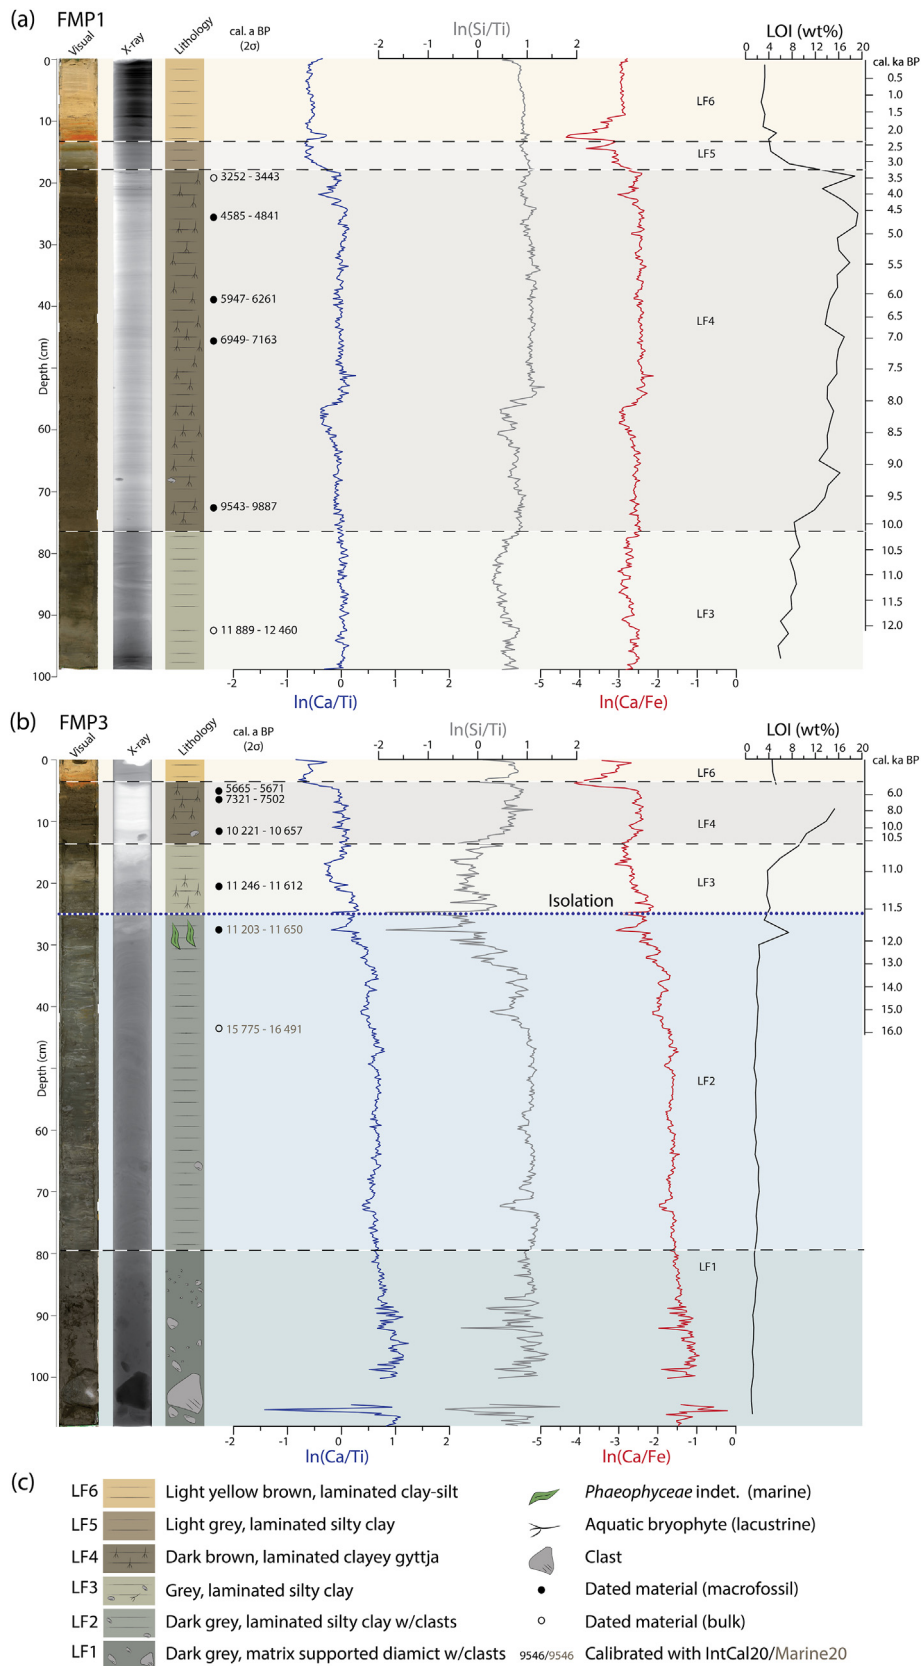 (a) FMP1
Visual
X-ray
Lithology
cal. a BP
(2σ)
ln(Si/Ti)
-2 -1 0 1 2
LOI (wt%)
0 4 8 12 16 20
cal. ka BP
0
10
20
30
40
60
70
80
90
100
Depth (cm)
3252 - 3443
4585 - 4841
5947- 6261
6949- 7163
9543- 9887
11 889 - 12 460
LF6
LF5
LF4
LF3
0.5
1.0
1.5
2.0
2.5
3.0
3.5
4.0
4.5
5.0
5.5
6.0
6.5
7.0
7.5
8.0
8.5
9.0
9.5
10.0
10.5
11.0
11.5
12.0
-2 -1 0 1 2
-5 -4 -3 -2 -1 0
ln(Ca/Ti)
ln(Ca/Fe)
(b) FMP3
Visual
X-ray
Lithology
cal. a BP
(2σ)
ln(Si/Ti)
-2 -1 0 1 2
LOI (wt%)
0 4 8 12 16 20
cal. ka BP
0
10
20
30
40
60
70
80
90
100
Depth (cm)
5665 - 5671
7321 - 7502
10 221 - 10 657
11 246 - 11 612
11 203 - 11 650
15 775 - 16 491
Isolation
LF6
LF4
LF3
LF2
LF1
6.0
8.0
10.0
10.5
11.0
11.5
12.0
13.0
14.0
15.0
16.0
-2 -1 0 1 2
-5 -4 -3 -2 -1 0
ln(Ca/Ti)
ln(Ca/Fe)
(c)
LF6 Light yellow brown, laminated clay-silt
LF5 Light grey, laminated silty clay
LF4 Dark brown, laminated clayey gyttja
LF3 Grey, laminated silty clay
LF2 Dark grey, laminated silty clay w/clasts
LF1 Dark grey, matrix supported diamict w/clasts
Phaeophyceae indet. (marine)
Aquatic bryophyte (lacustrine)
Clast
Dated material (macrofossil)
Dated material (bulk)
9546/9546 Calibrated with IntCal20/Marine20